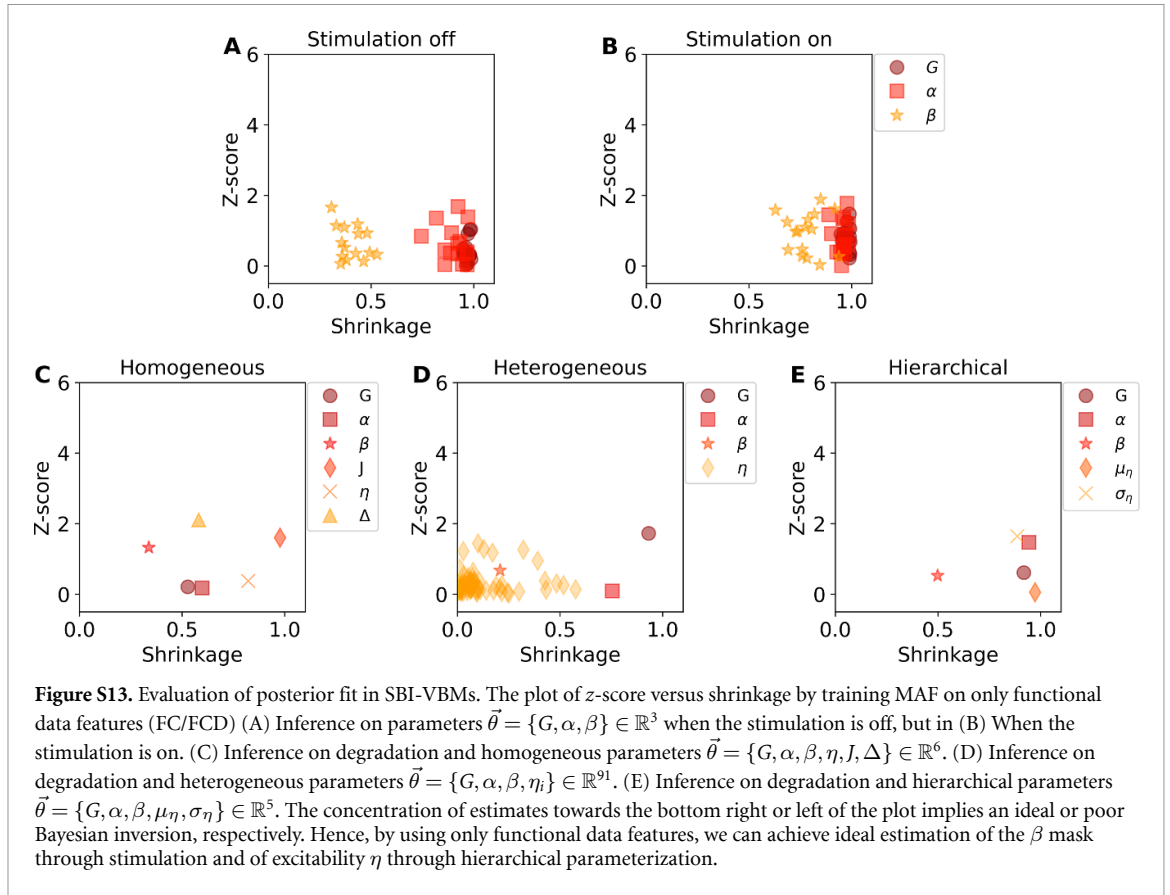 A Stimulation off
6
4
2
0
Z-score
0.0 0.5 1.0
Shrinkage
B Stimulation on
6
4
2
0
Z-score
0.0 0.5 1.0
Shrinkage
G
α
β
C Homogeneous
6
4
2
0
Z-score
0.0 0.5 1.0
Shrinkage
G
α
β
J
η
Δ
D Heterogeneous
6
4
2
0
Z-score
0.0 0.5 1.0
Shrinkage
G
α
β
η
E Hierarchical
6
4
2
0
Z-score
0.0 0.5 1.0
Shrinkage
G
α
β
μη
ση
Figure S13. Evaluation of posterior fit in SBI-VBMs. The plot of z-score versus shrinkage by training MAF on only functional
data features (FC/FCD) (A) Inference on parameters θ⃗ = {G, α, β} ∈ ℝ³ when the stimulation is off, but in (B) When the
stimulation is on. (C) Inference on degradation and homogeneous parameters θ⃗ = {G, α, β, η, J, Δ} ∈ ℝ⁶. (D) Inference on
degradation and heterogeneous parameters θ⃗ = {G, α, β, ηᵢ} ∈ ℝ⁹¹. (E) Inference on degradation and hierarchical parameters
θ⃗ = {G, α, β, μη, ση} ∈ ℝ⁵. The concentration of estimates towards the bottom right or left of the plot implies an ideal or poor
Bayesian inversion, respectively. Hence, by using only functional data features, we can achieve ideal estimation of the β mask
through stimulation and of excitability η through hierarchical parameterization.